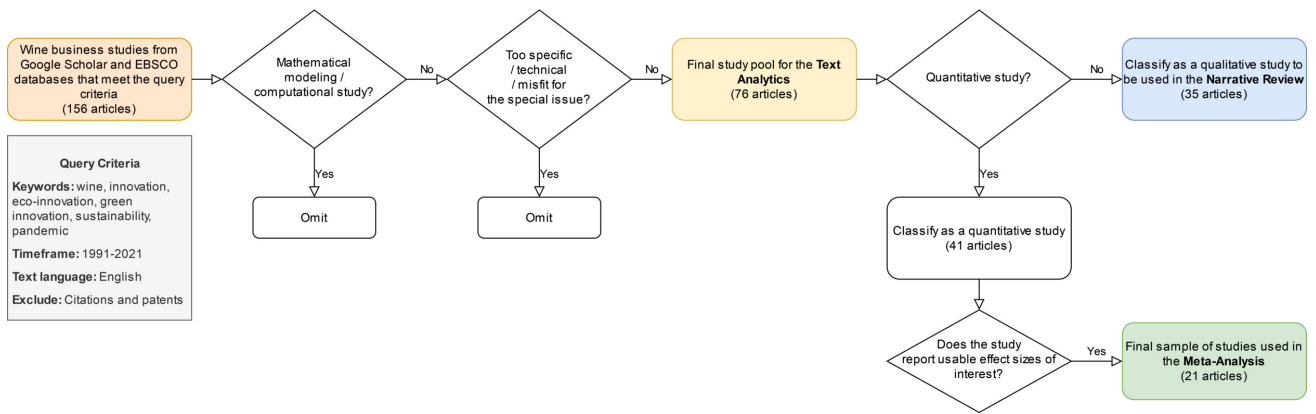 Wine business studies from
Google Scholar and EBSCO
databases that meet the query
criteria
(156 articles)
Query Criteria
Keywords: wine, innovation,
eco-innovation, green
innovation, sustainability,
pandemic
Timeframe: 1991-2021
Text language: English
Exclude: Citations and patents
Mathematical
modeling /
computational study?
No
Yes
Omit
Too specific
/ technical
/ misfit for
the special issue?
No
Yes
Omit
Final study pool for the Text
Analytics
(76 articles)
Quantitative study?
No
Classify as a qualitative study to
be used in the Narrative Review
(35 articles)
Yes
Classify as a quantitative study
(41 articles)
Does the study
report usable effect sizes of
interest?
Yes
Final sample of studies used in
the Meta-Analysis
(21 articles)